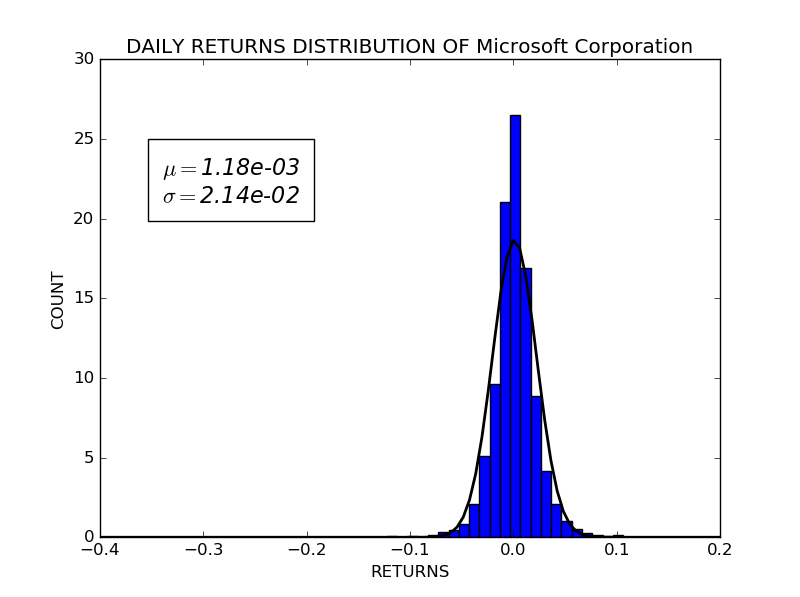 DAILY RETURNS DISTRIBUTION OF Microsoft Corporation
30
25
20
15
10
5
0
COUNT
μ = 1.18e-03
σ = 2.14e-02
−0.4 −0.3 −0.2 −0.1 0.0 0.1 0.2
RETURNS